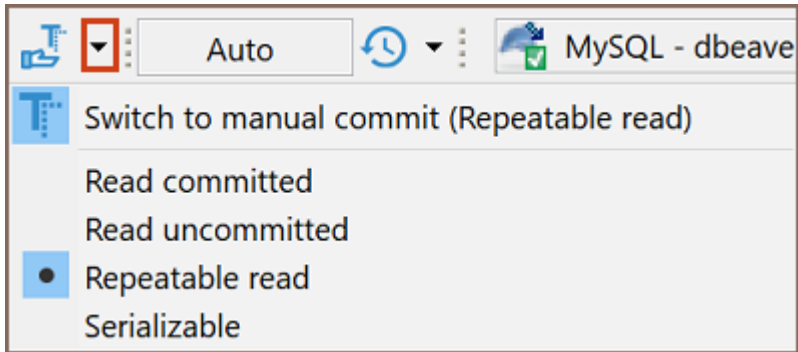 Auto MySQL - dbeave
Switch to manual commit (Repeatable read)
Read committed
Read uncommitted
Repeatable read
Serializable